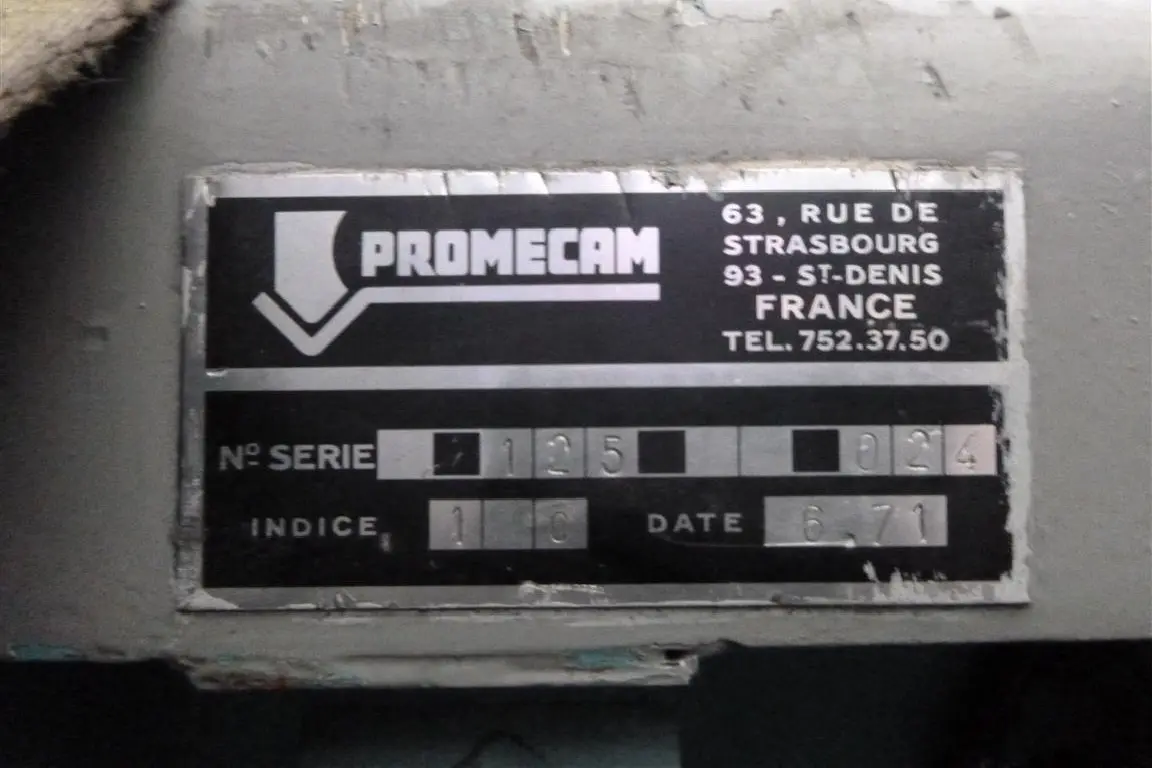 PROMECAM
63, RUE DE
STRASBOURG
93 - ST-DENIS
FRANCE
TEL. 752.37.50
Nº SERIE 125 024
INDICE 1 C DATE 6.71